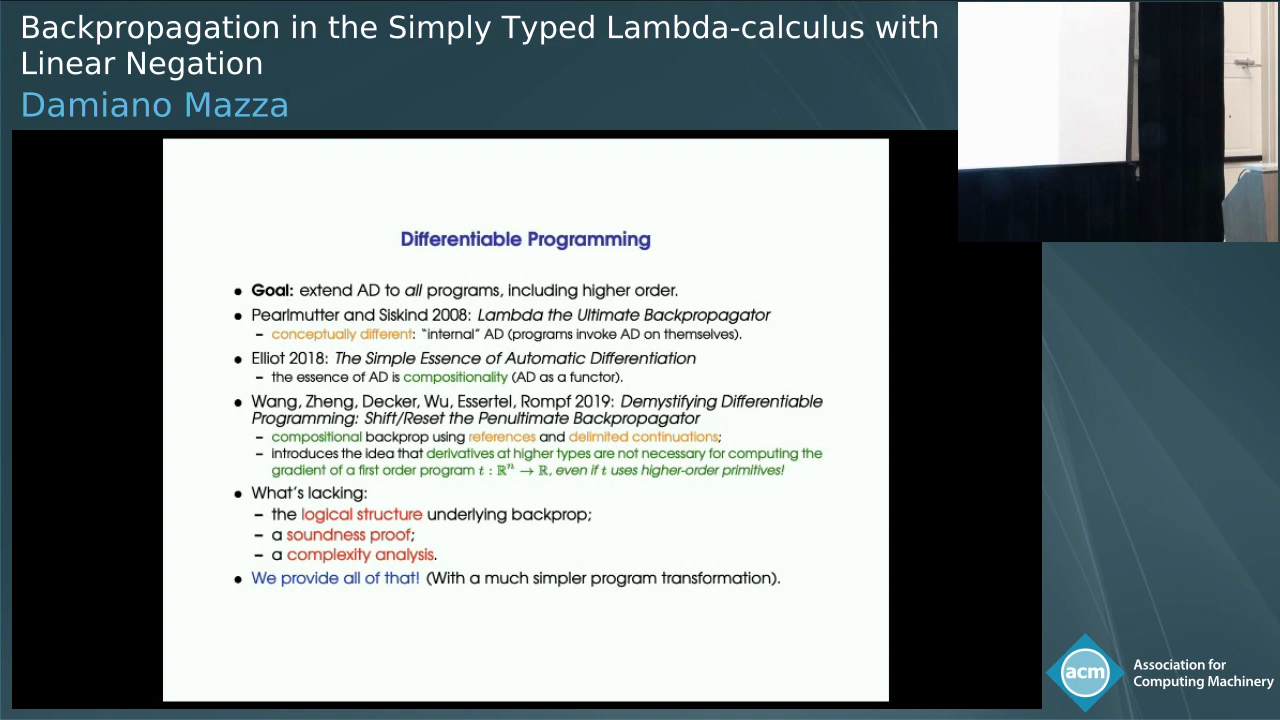 Backpropagation in the Simply Typed Lambda-calculus with
Linear Negation
Damiano Mazza
Differentiable Programming
• Goal: extend AD to all programs, including higher order.
• Pearlmutter and Siskind 2008: Lambda the Ultimate Backpropagator
– conceptually different: “internal” AD (programs invoke AD on themselves).
• Elliot 2018: The Simple Essence of Automatic Differentiation
– the essence of AD is compositionality (AD as a functor).
• Wang, Zheng, Decker, Wu, Essertel, Rompf 2019: Demystifying Differentiable
Programming: Shift/Reset the Penultimate Backpropagator
– compositional backprop using references and delimited continuations;
– introduces the idea that derivatives at higher types are not necessary for computing the
gradient of a first order program t : ℝⁿ → ℝ, even if t uses higher-order primitives!
• What's lacking:
– the logical structure underlying backprop;
– a soundness proof;
– a complexity analysis.
• We provide all of that! (With a much simpler program transformation).
acm
Association for
Computing Machinery